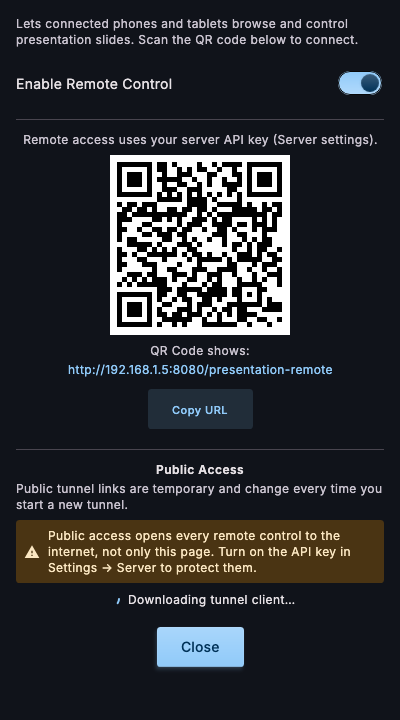 Lets connected phones and tablets browse and control
presentation slides. Scan the QR code below to connect.
Enable Remote Control
Remote access uses your server API key (Server settings).
QR Code shows:
http://192.168.1.5:8080/presentation-remote
Copy URL
Public Access
Public tunnel links are temporary and change every time you
start a new tunnel.
Public access opens every remote control to the
internet, not only this page. Turn on the API key in
Settings → Server to protect them.
Downloading tunnel client...
Close